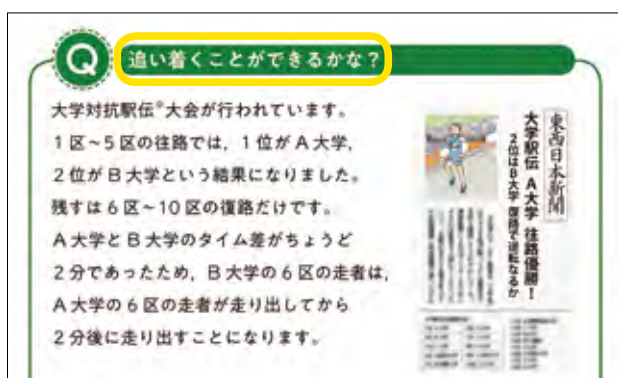 Q
追い着くことができるかな?
大学対抗駅伝※大会が行われています。
1区~5区の往路では,1位がA大学,
2位がB大学という結果になりました。
残すは6区~10区の復路だけです。
A大学とB大学のタイム差がちょうど
2分であったため,B大学の6区の走者は,
A大学の6区の走者が走り出してから
2分後に走り出すことになります。
東西日本新聞
大学駅伝 A大学 往路優勝!
2位はB大学 復路で逆転なるか